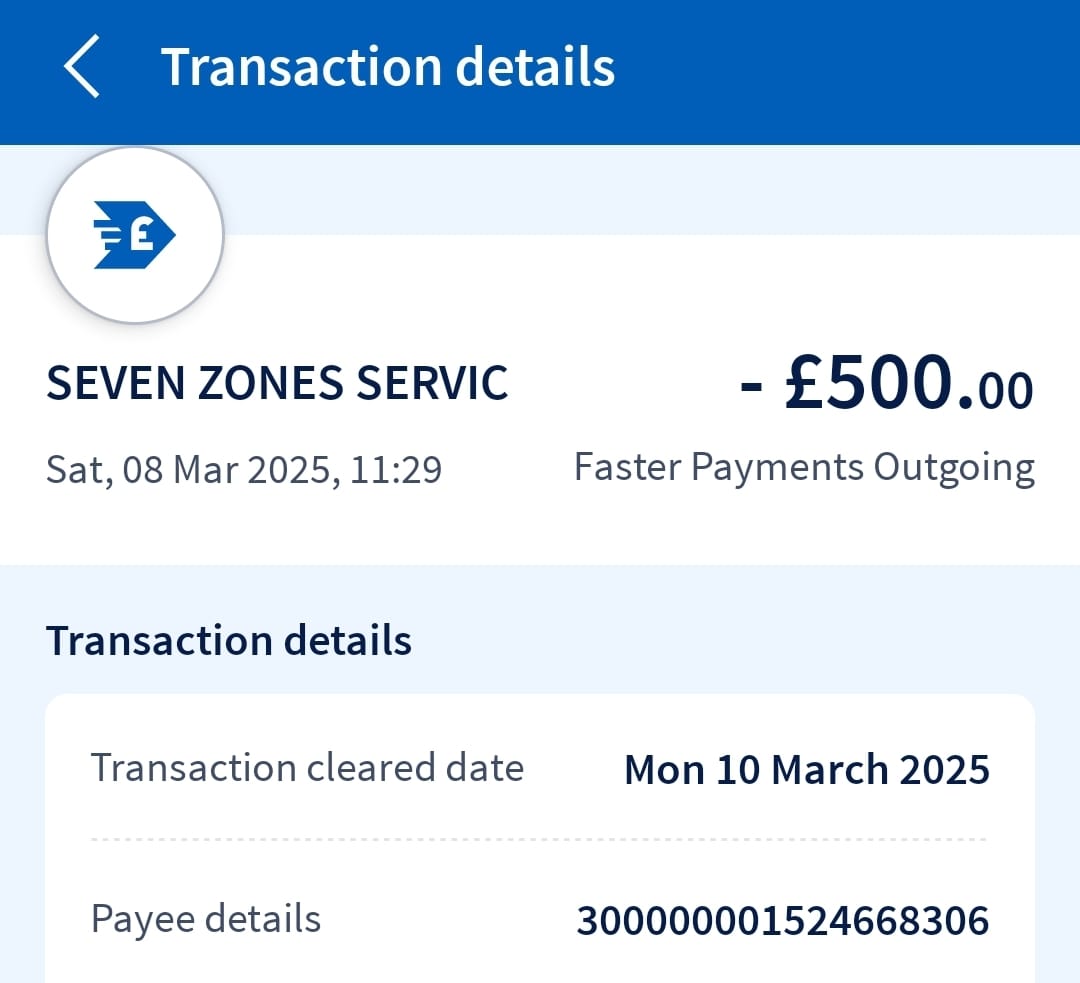 Transaction details
£
SEVEN ZONES SERVIC
- £500.00
Sat, 08 Mar 2025, 11:29
Faster Payments Outgoing
Transaction details
Transaction cleared date
Mon 10 March 2025
Payee details
300000001524668306